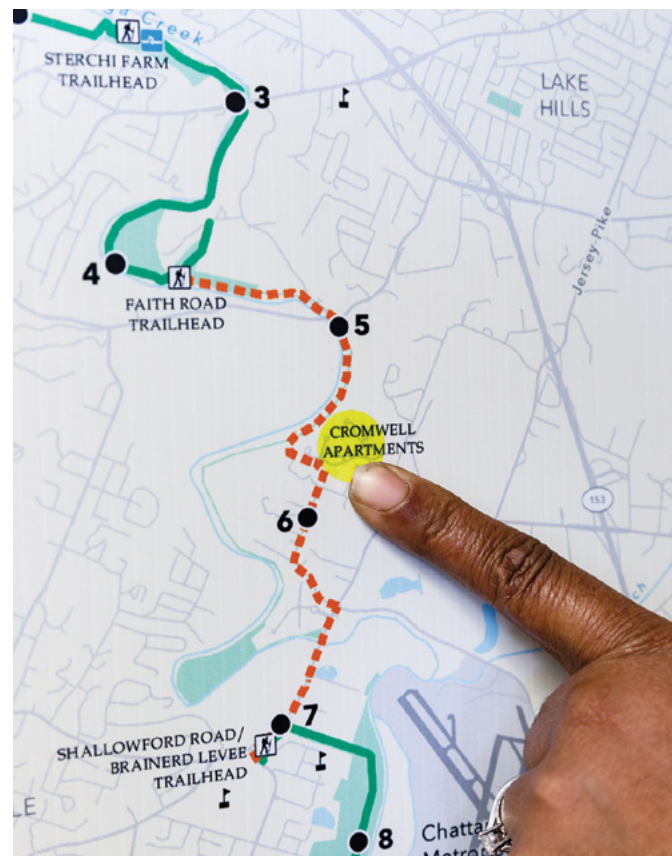 STERCHI FARM
TRAILHEAD
Creek
3
LAKE
HILLS
Jersey Pike
4
FAITH ROAD
TRAILHEAD
5
CROMWELL
APARTMENTS
153
6
7
SHALLOWFORD ROAD/
BRAINERD LEVEE
TRAILHEAD
8